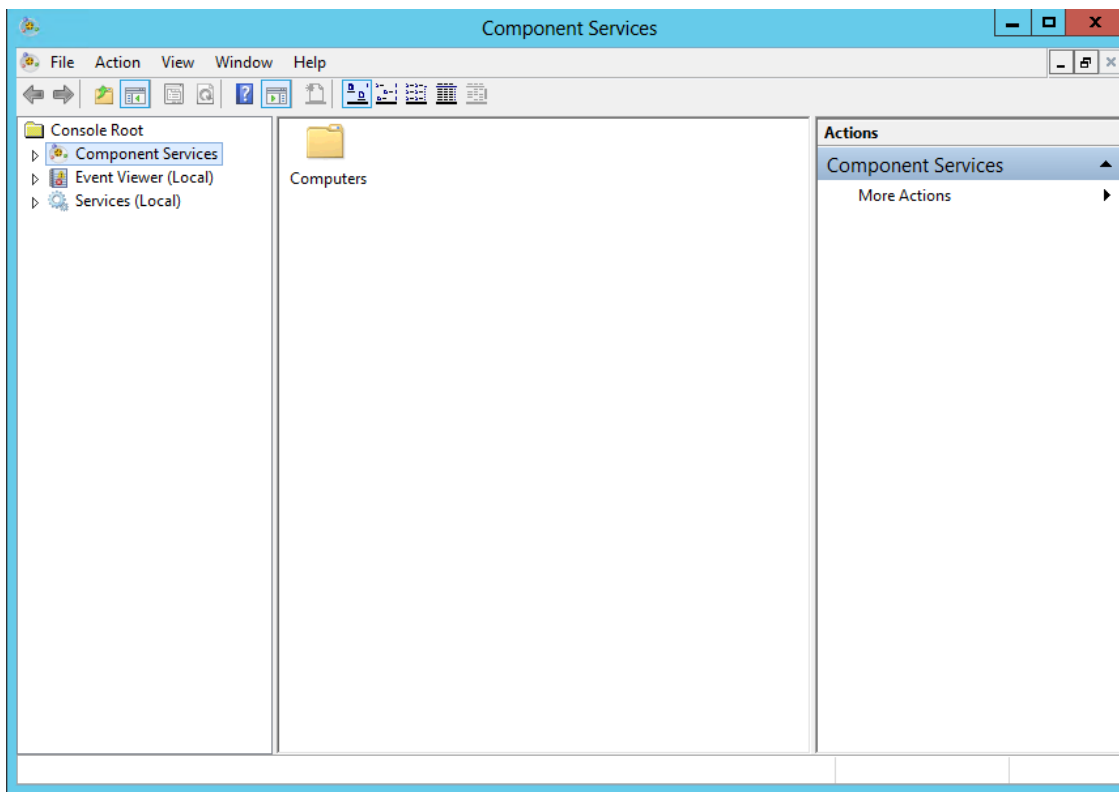 Component Services
File Action View Window Help
Console Root
Component Services
Event Viewer (Local)
Services (Local)
Computers
Actions
Component Services
More Actions